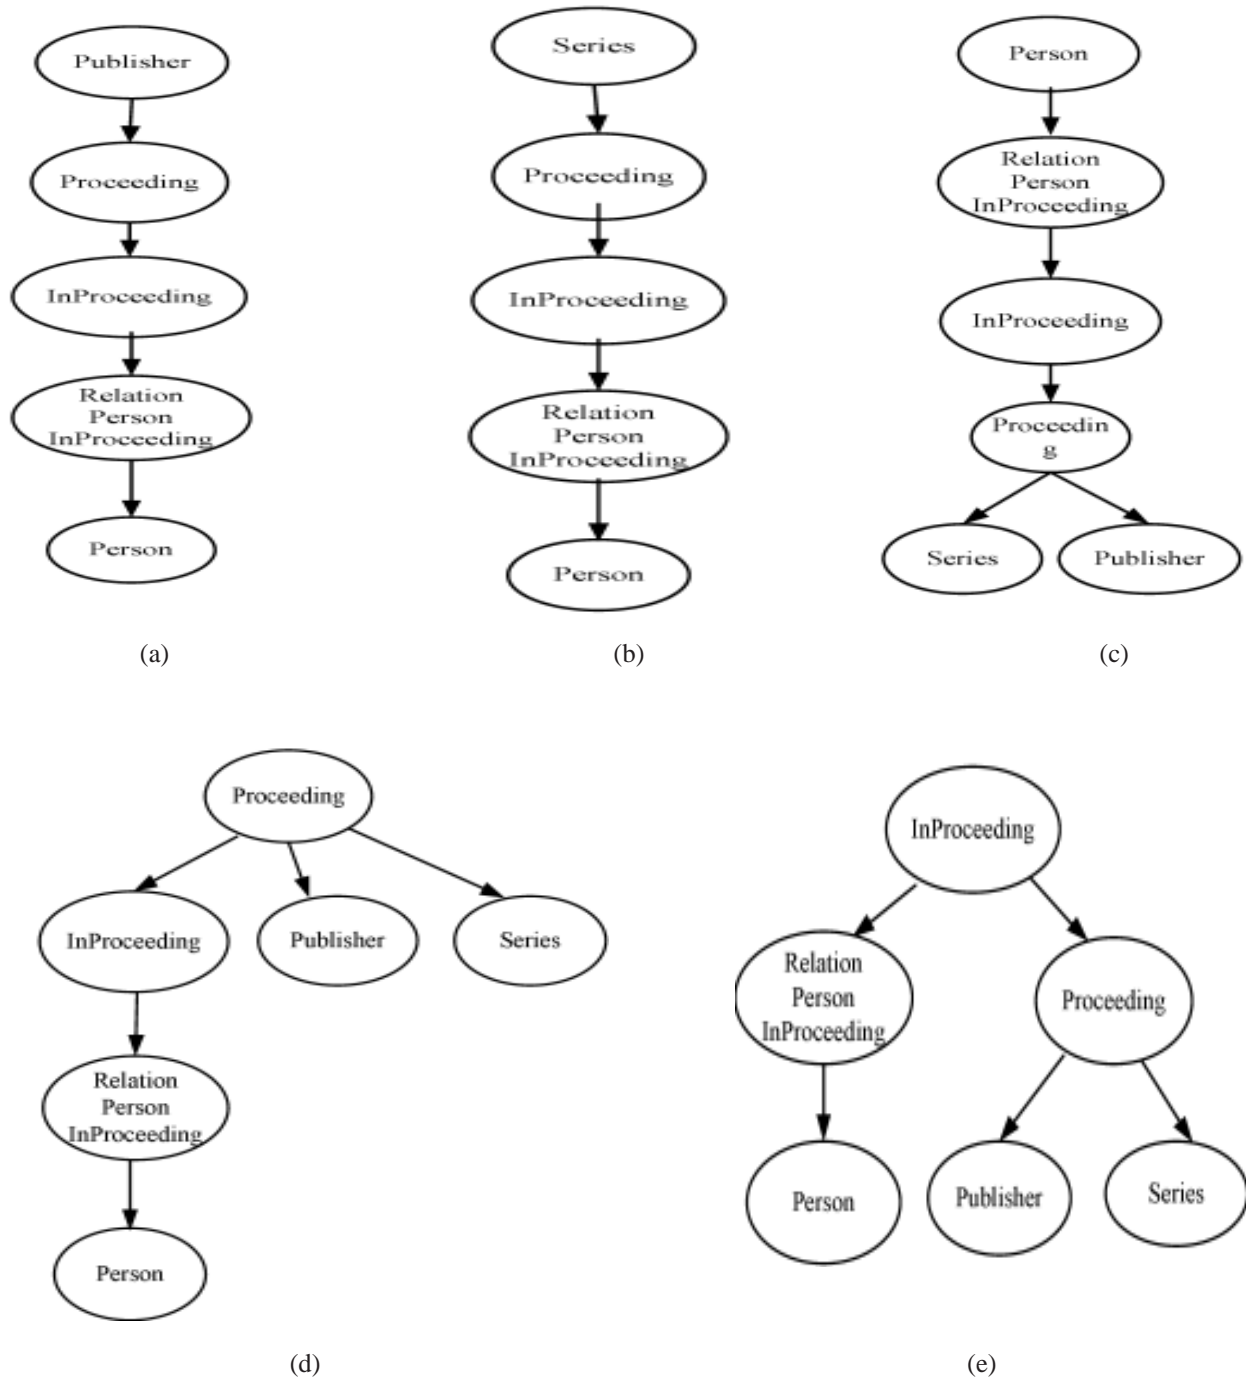 Publisher
Proceeding
InProceeding
Relation
Person
InProceeding
Person
(a)
Series
Proceeding
InProceeding
Relation
Person
InProceeding
Person
(b)
Person
Relation
Person
InProceeding
InProceeding
Proceedin
g
Series
Publisher
(c)
Proceeding
InProceeding
Publisher
Series
Relation
Person
InProceeding
Person
(d)
InProceeding
Relation
Person
InProceeding
Proceeding
Person
Publisher
Series
(e)